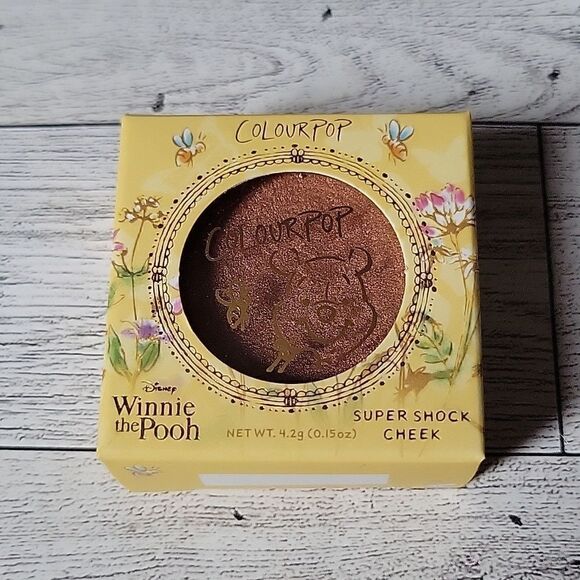 COLOURPOP
COLOURPOP
Disney
Winnie
the Pooh
NET WT. 4.2g (0.15oz)
SUPER SHOCK
CHEEK